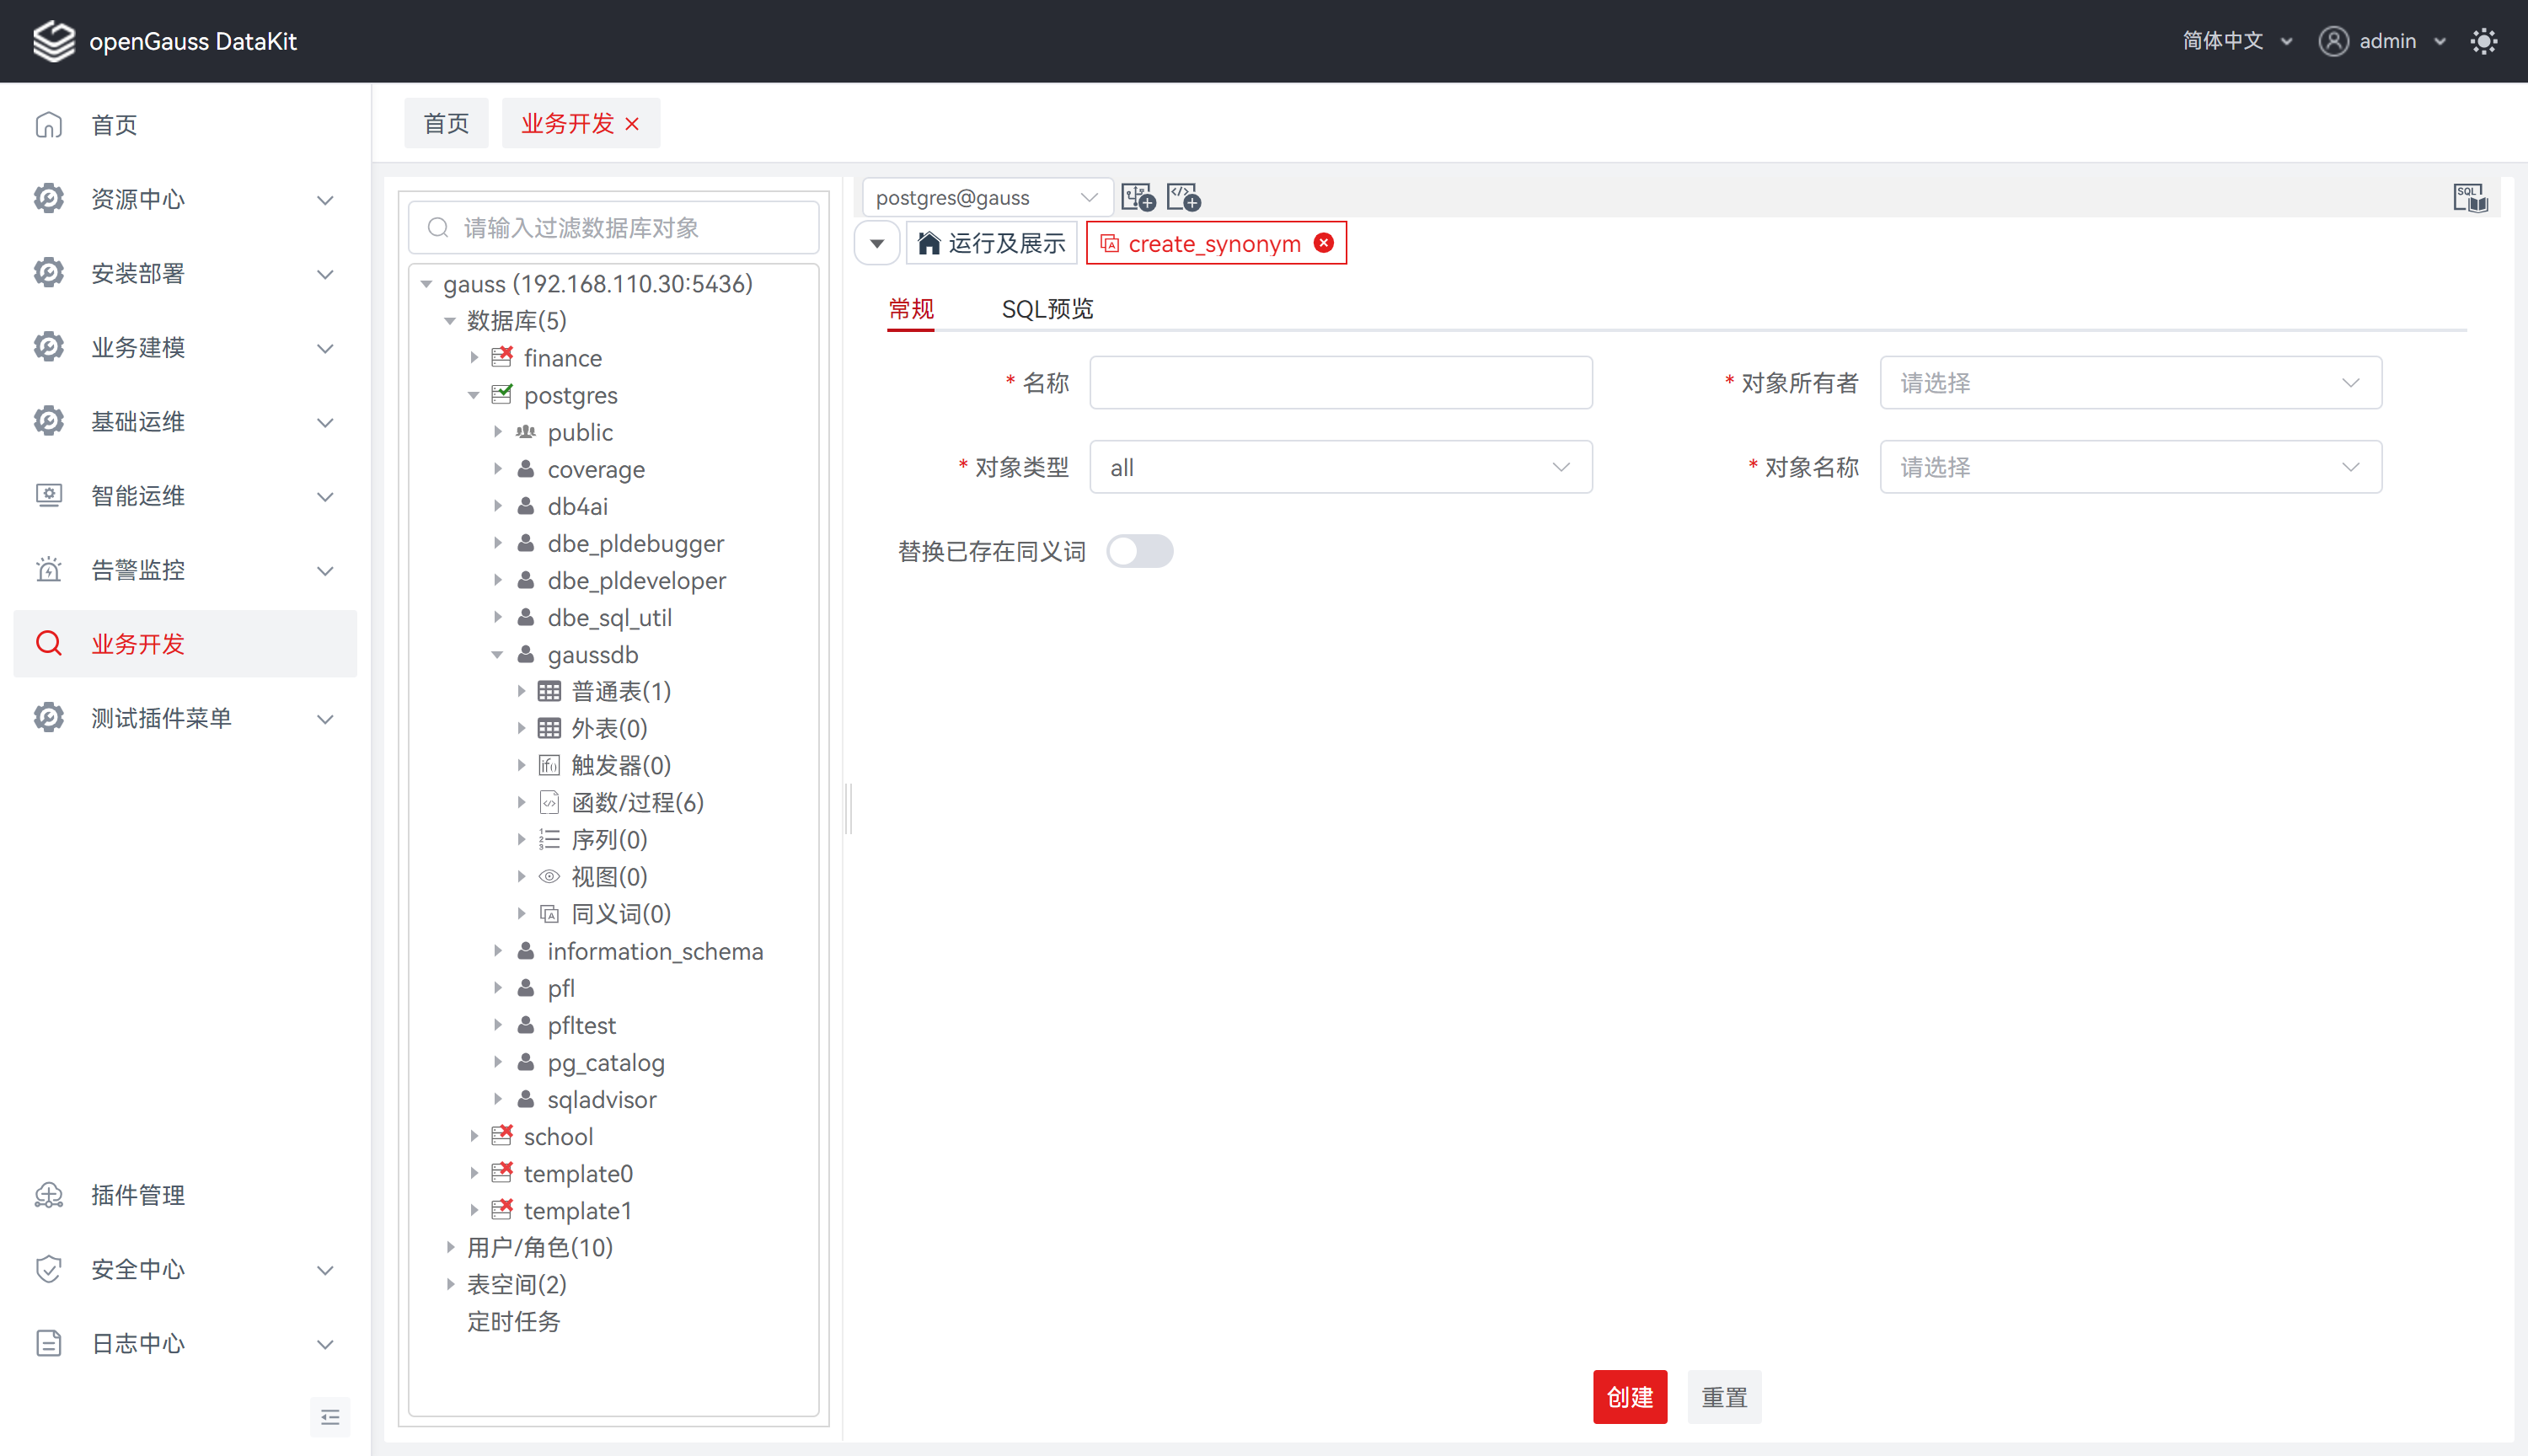 openGauss DataKit
简体中文
admin
首页
资源中心
安装部署
业务建模
基础运维
智能运维
告警监控
业务开发
测试插件菜单
插件管理
安全中心
日志中心
首页
业务开发
请输入过滤数据库对象
gauss (192.168.110.30:5436)
数据库(5)
finance
postgres
public
coverage
db4ai
dbe_pldebugger
dbe_pldeveloper
dbe_sql_util
gaussdb
普通表(1)
外表(0)
触发器(0)
函数/过程(6)
序列(0)
视图(0)
同义词(0)
information_schema
pfl
pfltest
pg_catalog
sqladvisor
school
template0
template1
用户/角色(10)
表空间(2)
定时任务
postgres@gauss
SQL
运行及展示
create_synonym
常规
SQL预览
* 名称
* 对象所有者
请选择
* 对象类型
all
* 对象名称
请选择
替换已存在同义词
创建
重置